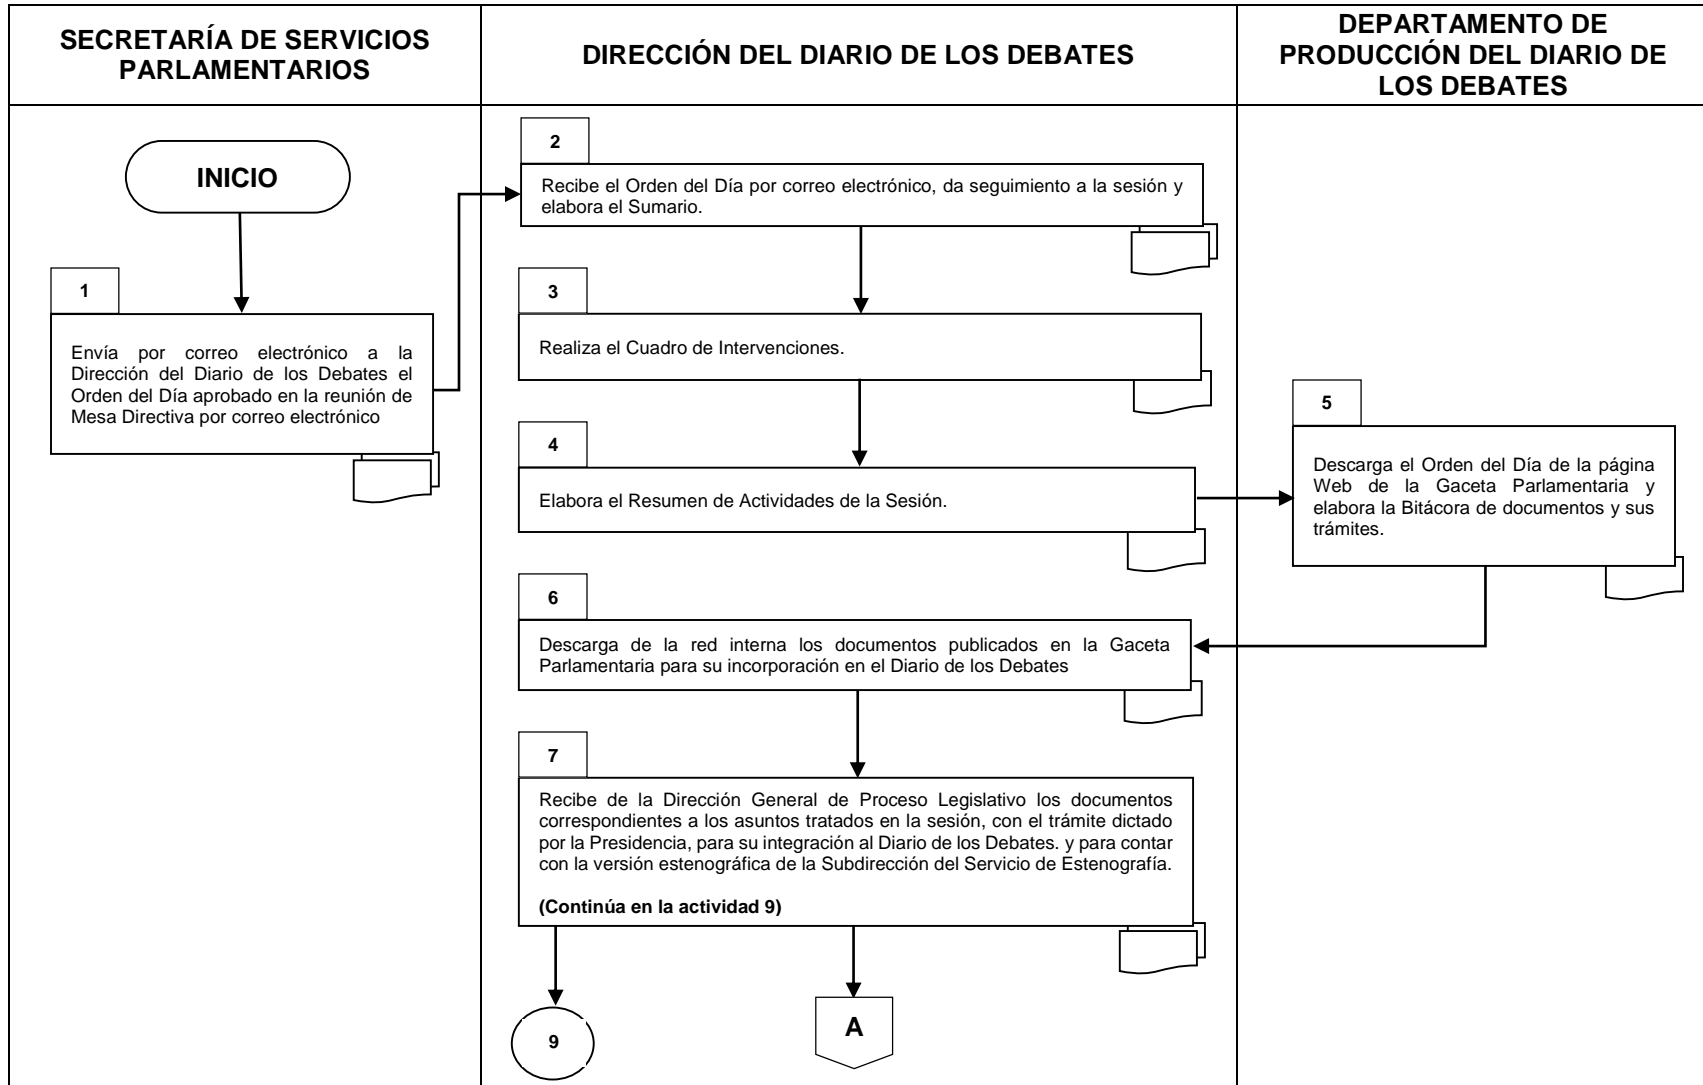 SECRETARÍA DE SERVICIOS
PARLAMENTARIOS
DIRECCIÓN DEL DIARIO DE LOS DEBATES
DEPARTAMENTO DE
PRODUCCIÓN DEL DIARIO DE
LOS DEBATES
INICIO
1
Envía por correo electrónico a la
Dirección del Diario de los Debates el
Orden del Día aprobado en la reunión de
Mesa Directiva por correo electrónico
2
Recibe el Orden del Día por correo electrónico, da seguimiento a la sesión y
elabora el Sumario.
3
Realiza el Cuadro de Intervenciones.
4
Elabora el Resumen de Actividades de la Sesión.
5
Descarga el Orden del Día de la página
Web de la Gaceta Parlamentaria y
elabora la Bitácora de documentos y sus
trámites.
6
Descarga de la red interna los documentos publicados en la Gaceta
Parlamentaria para su incorporación en el Diario de los Debates
7
Recibe de la Dirección General de Proceso Legislativo los documentos
correspondientes a los asuntos tratados en la sesión, con el trámite dictado
por la Presidencia, para su integración al Diario de los Debates. y para contar
con la versión estenográfica de la Subdirección del Servicio de Estenografía.
(Continúa en la actividad 9)
9
A